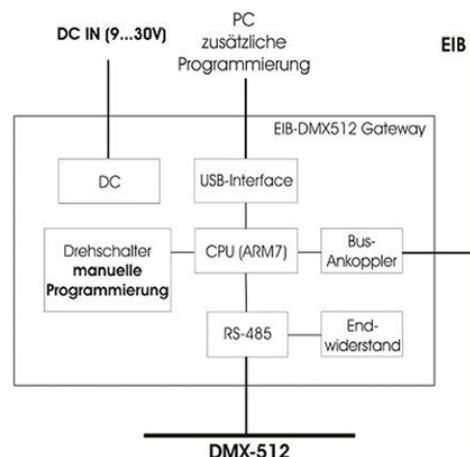 DC IN (9...30V)
PC
zusätzliche
Programmierung
EIB
EIB-DMX512 Gateway
DC
USB-Interface
Drehschalter
manuelle
Programmierung
CPU (ARM7)
Bus-
Ankoppler
RS-485
End-
widerstand
DMX-512